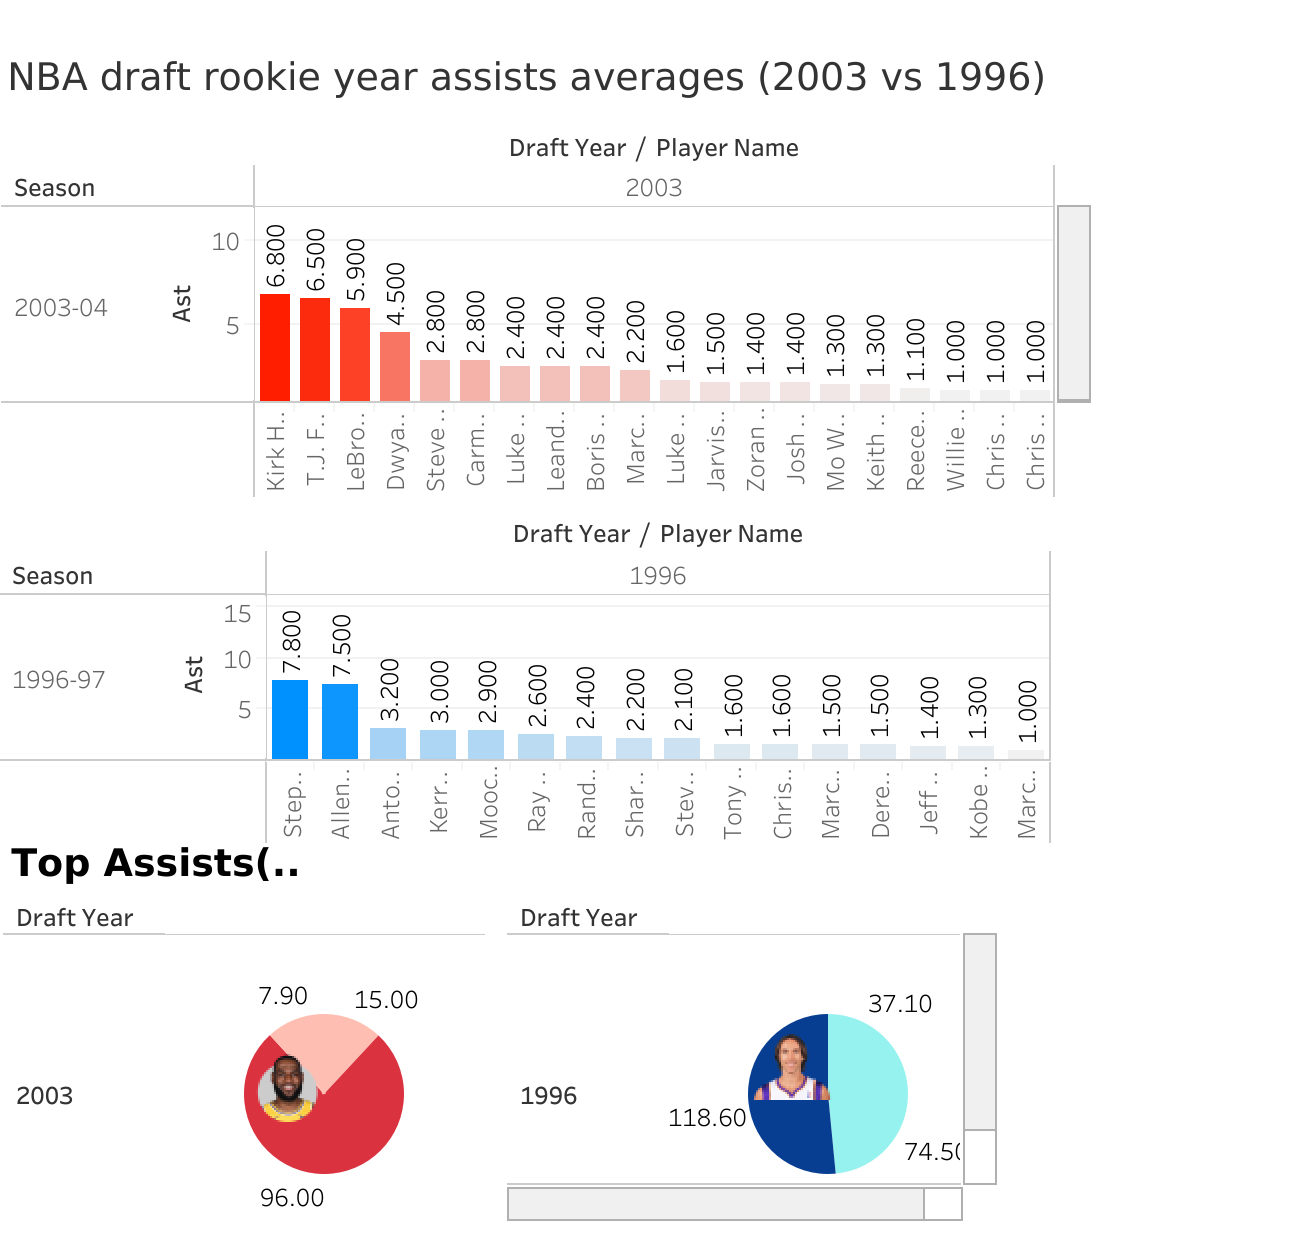 NBA draft rookie year assists averages (2003 vs 1996)
Draft Year / Player Name
Season
2003
2003-04
Ast
10
5
6.800
6.500
5.900
4.500
2.800
2.800
2.400
2.400
2.400
2.200
1.600
1.500
1.400
1.400
1.300
1.300
1.100
1.000
1.000
1.000
Kirk H..
T.J. F..
LeBro..
Dwya..
Steve ..
Carm..
Luke ..
Leand..
Boris ..
Marc..
Luke ..
Jarvis..
Zoran ..
Josh ..
Mo W..
Keith ..
Reece..
Willie..
Chris ..
Chris ..
Draft Year / Player Name
Season
1996
1996-97
Ast
15
10
5
7.800
7.500
3.200
3.000
2.900
2.600
2.400
2.200
2.100
1.600
1.600
1.500
1.500
1.400
1.300
1.000
Step..
Allen..
Anto..
Kerr..
Mooc..
Ray ..
Rand..
Shar..
Stev..
Tony ..
Chris..
Marc..
Dere..
Jeff ..
Kobe ..
Marc..
Top Assists(..
Draft Year
2003
7.90
15.00
96.00
Draft Year
1996
37.10
118.60
74.50